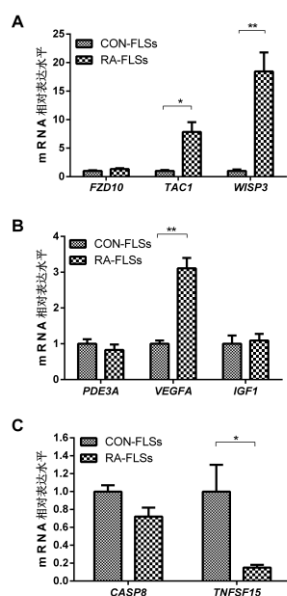 A
CON-FLSs
RA-FLSs
mRNA 相对表达水平
25
20
15
10
5
0
*
**
FZD10 TAC1 WISP3
B
CON-FLSs
RA-FLSs
mRNA 相对表达水平
4
3
2
1
0
**
PDE3A VEGFA IGF1
C
CON-FLSs
RA-FLSs
mRNA 相对表达水平
1.6
1.4
1.2
1.0
0.8
0.6
0.4
0.2
0.0
*
CASP8 TNFSF15